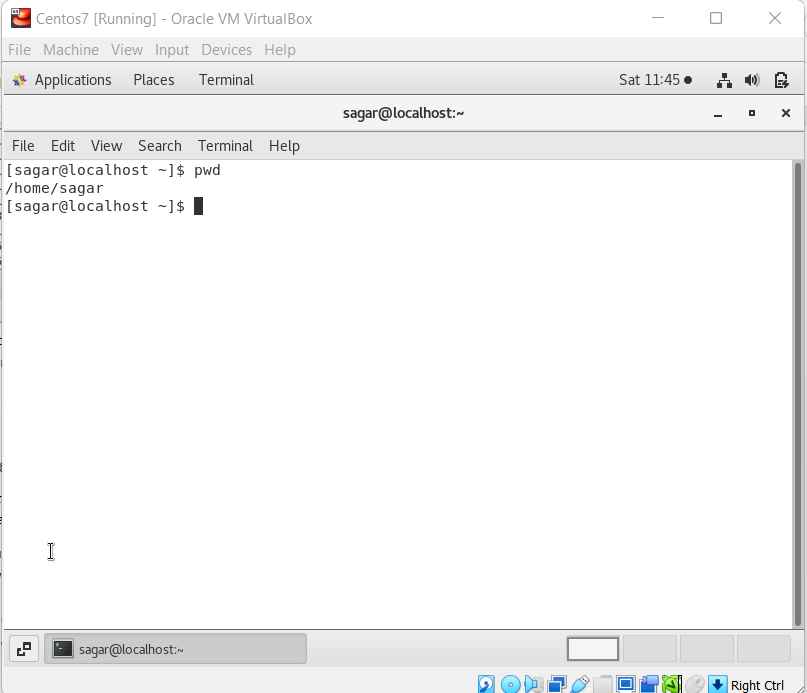 Centos7 [Running] - Oracle VM VirtualBox
File Machine View Input Devices Help
Applications Places Terminal Sat 11:45
sagar@localhost:~
File Edit View Search Terminal Help
[sagar@localhost ~]$ pwd
/home/sagar
[sagar@localhost ~]$
sagar@localhost:~
Right Ctrl